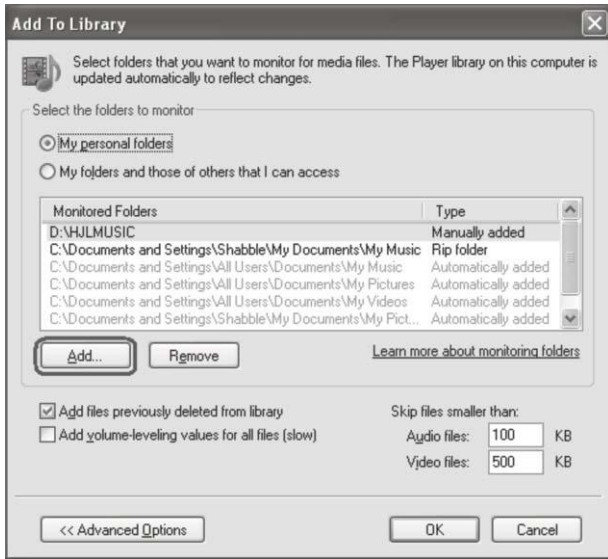 Add To Library
Select folders that you want to monitor for media files. The Player library on this computer is
updated automatically to reflect changes.
Select the folders to monitor
My personal folders
My folders and those of others that I can access
Monitored Folders Type
D:\HJLMUSIC Manually added
C:\Documents and Settings\Shabble\My Documents\My Music Rip folder
C:\Documents and Settings\All Users\Documents\My Music Automatically added
C:\Documents and Settings\All Users\Documents\My Pictures Automatically added
C:\Documents and Settings\All Users\Documents\My Videos Automatically added
C:\Documents and Settings\Shabble\My Documents\My Pict... Automatically added
Add... Remove Learn more about monitoring folders
Add files previously deleted from library Skip files smaller than:
Add volume-leveling values for all files (slow) Audio files: 100 KB
Video files: 500 KB
<< Advanced Options OK Cancel